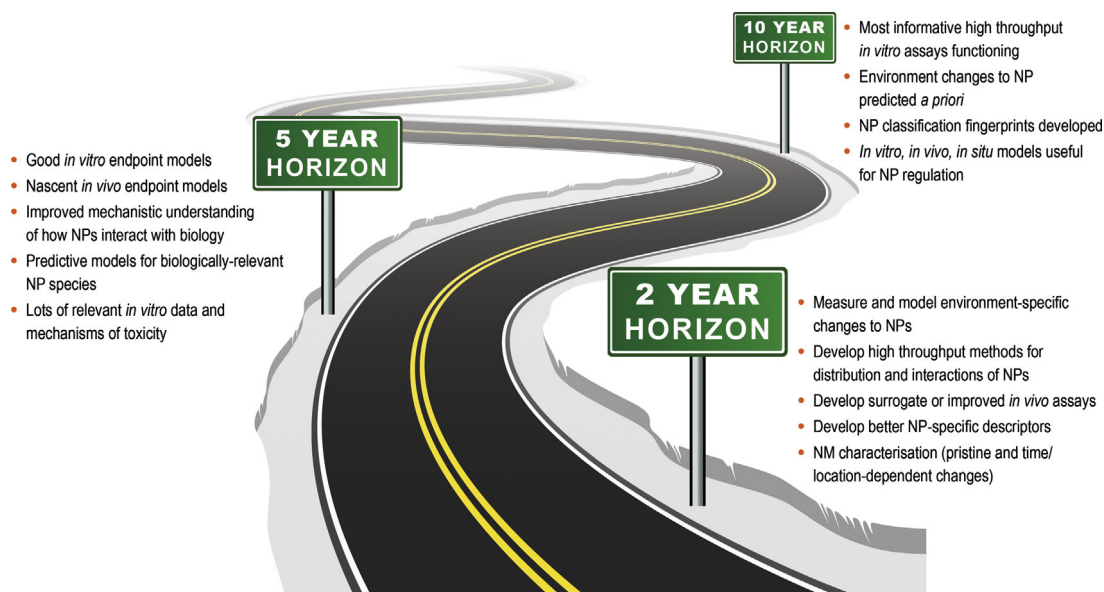 10 YEAR
HORIZON
• Most informative high throughput
in vitro assays functioning
• Environment changes to NP
predicted a priori
• NP classification fingerprints developed
• In vitro, in vivo, in situ models useful
for NP regulation
5 YEAR
HORIZON
• Good in vitro endpoint models
• Nascent in vivo endpoint models
• Improved mechanistic understanding
of how NPs interact with biology
• Predictive models for biologically-relevant
NP species
• Lots of relevant in vitro data and
mechanisms of toxicity
2 YEAR
HORIZON
• Measure and model environment-specific
changes to NPs
• Develop high throughput methods for
distribution and interactions of NPs
• Develop surrogate or improved in vivo assays
• Develop better NP-specific descriptors
• NM characterisation (pristine and time/
location-dependent changes)